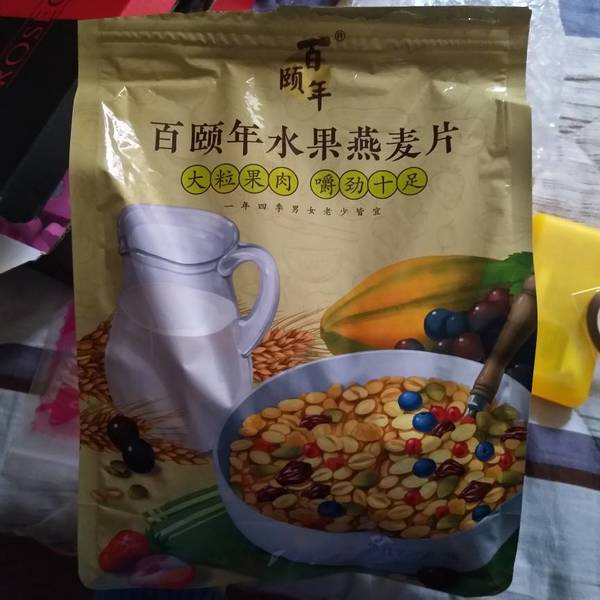 百颐年®
百颐年水果燕麦片
大粒果肉 嚼劲十足
一年四季男女老少皆宜